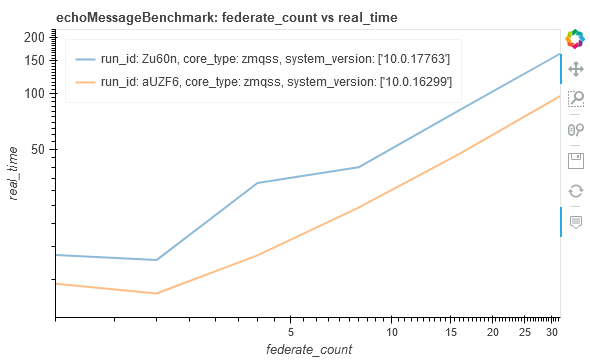 echoMessageBenchmark: federate_count vs real_time
run_id: Zu60n, core_type: zmqss, system_version: ['10.0.17763']
run_id: aUZF6, core_type: zmqss, system_version: ['10.0.16299']
200
150
100
50
real_time
5
10
15
20
25
30
federate_count